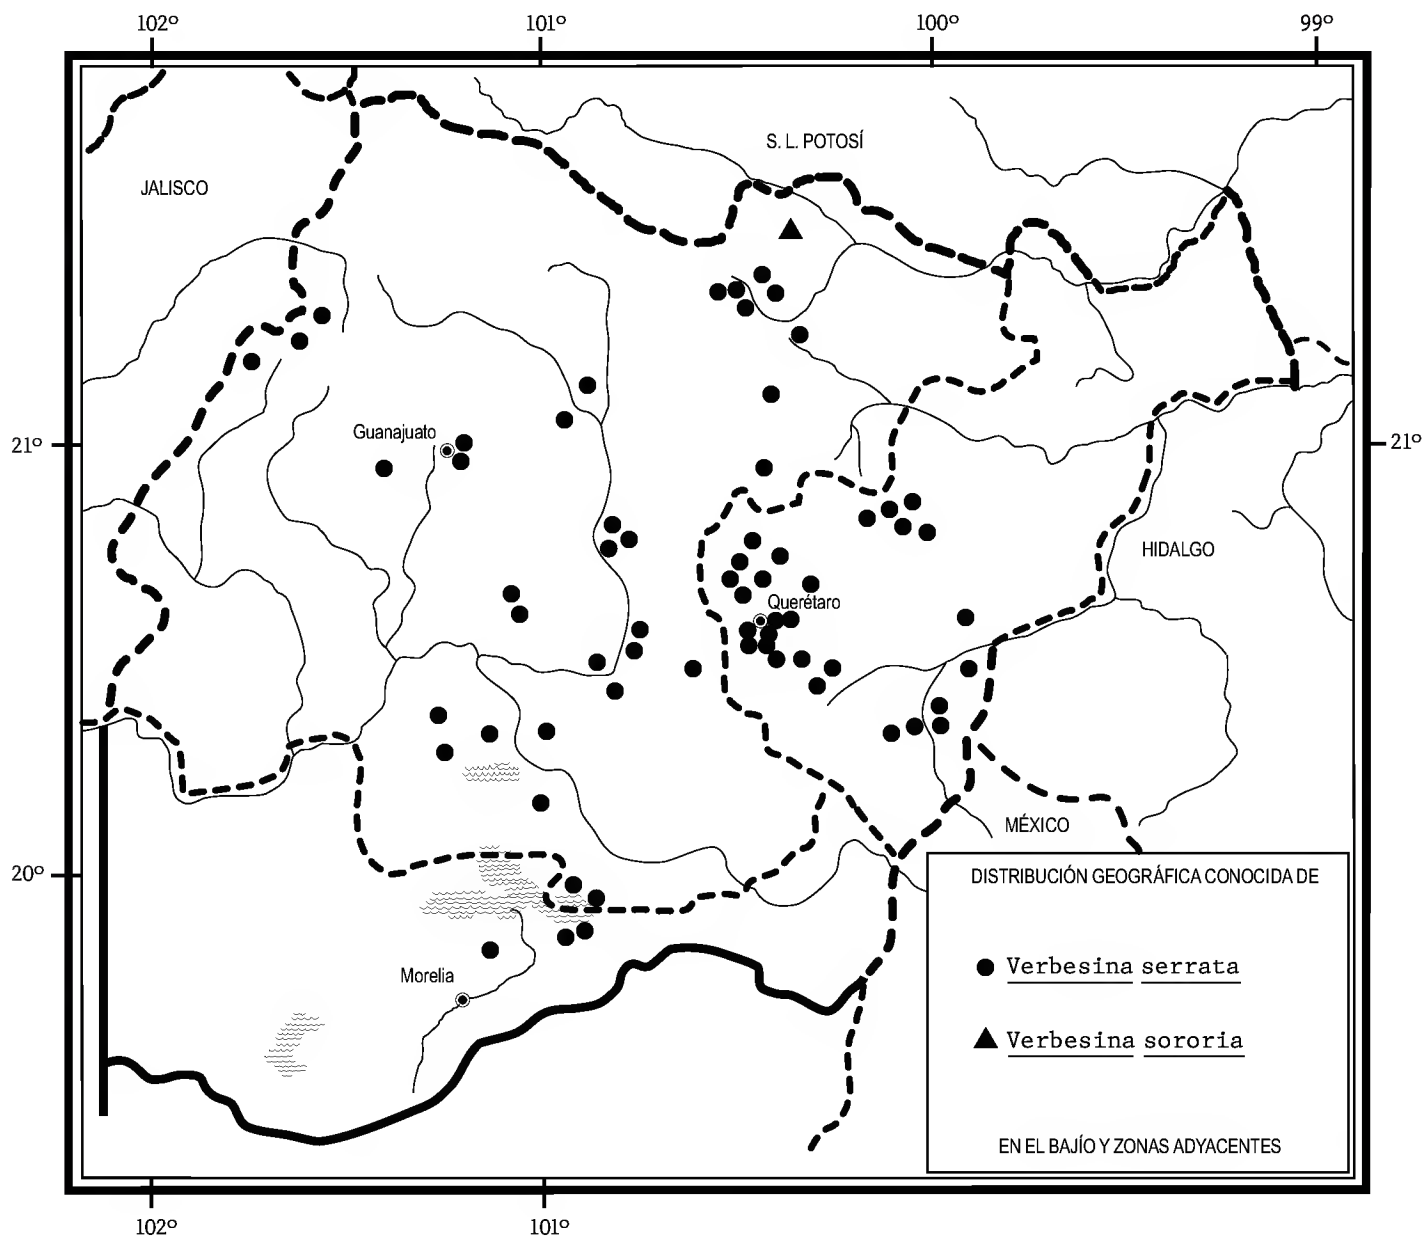 102º 101º 100º 99º
S. L. POTOSÍ
JALISCO
Guanajuato
21º 21º
HIDALGO
Querétaro
MÉXICO
20º
DISTRIBUCIÓN GEOGRÁFICA CONOCIDA DE
Verbesina serrata
Morelia
Verbesina sororia
EN EL BAJÍO Y ZONAS ADYACENTES
102º 101º